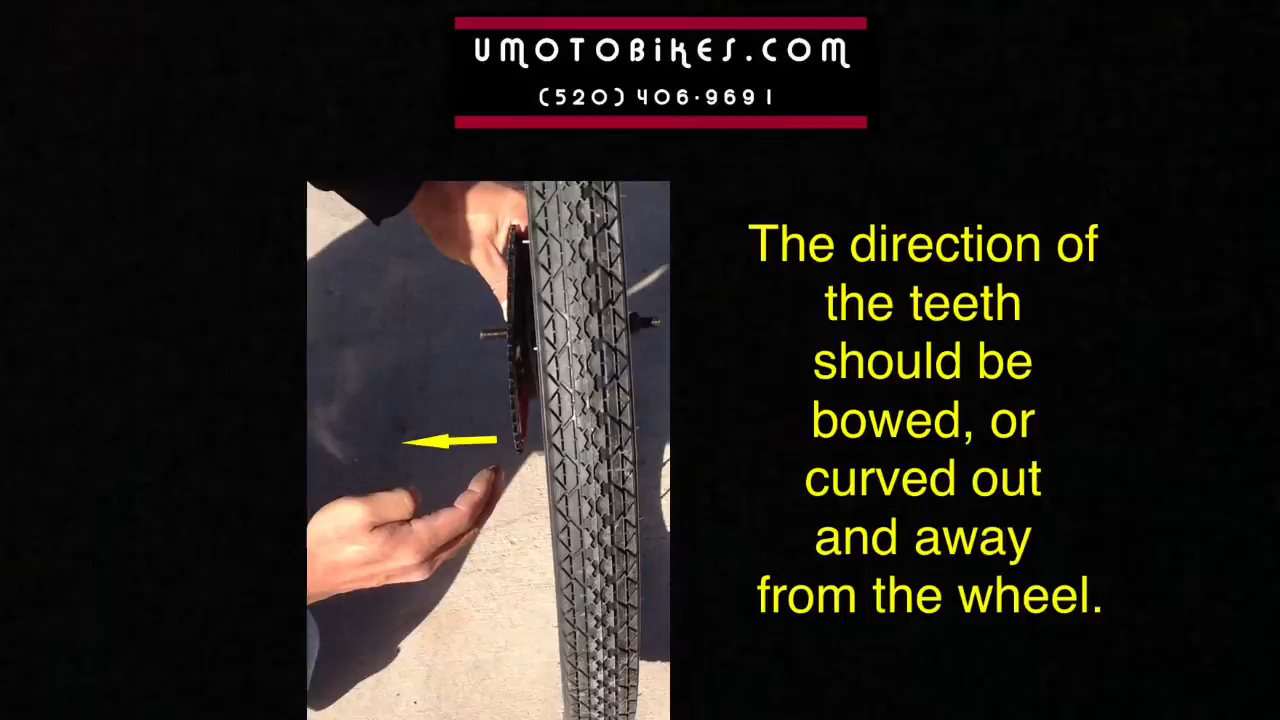 UMOTOBIKES.COM
(520) 406-9691
The direction of
the teeth
should be
bowed, or
curved out
and away
from the wheel.